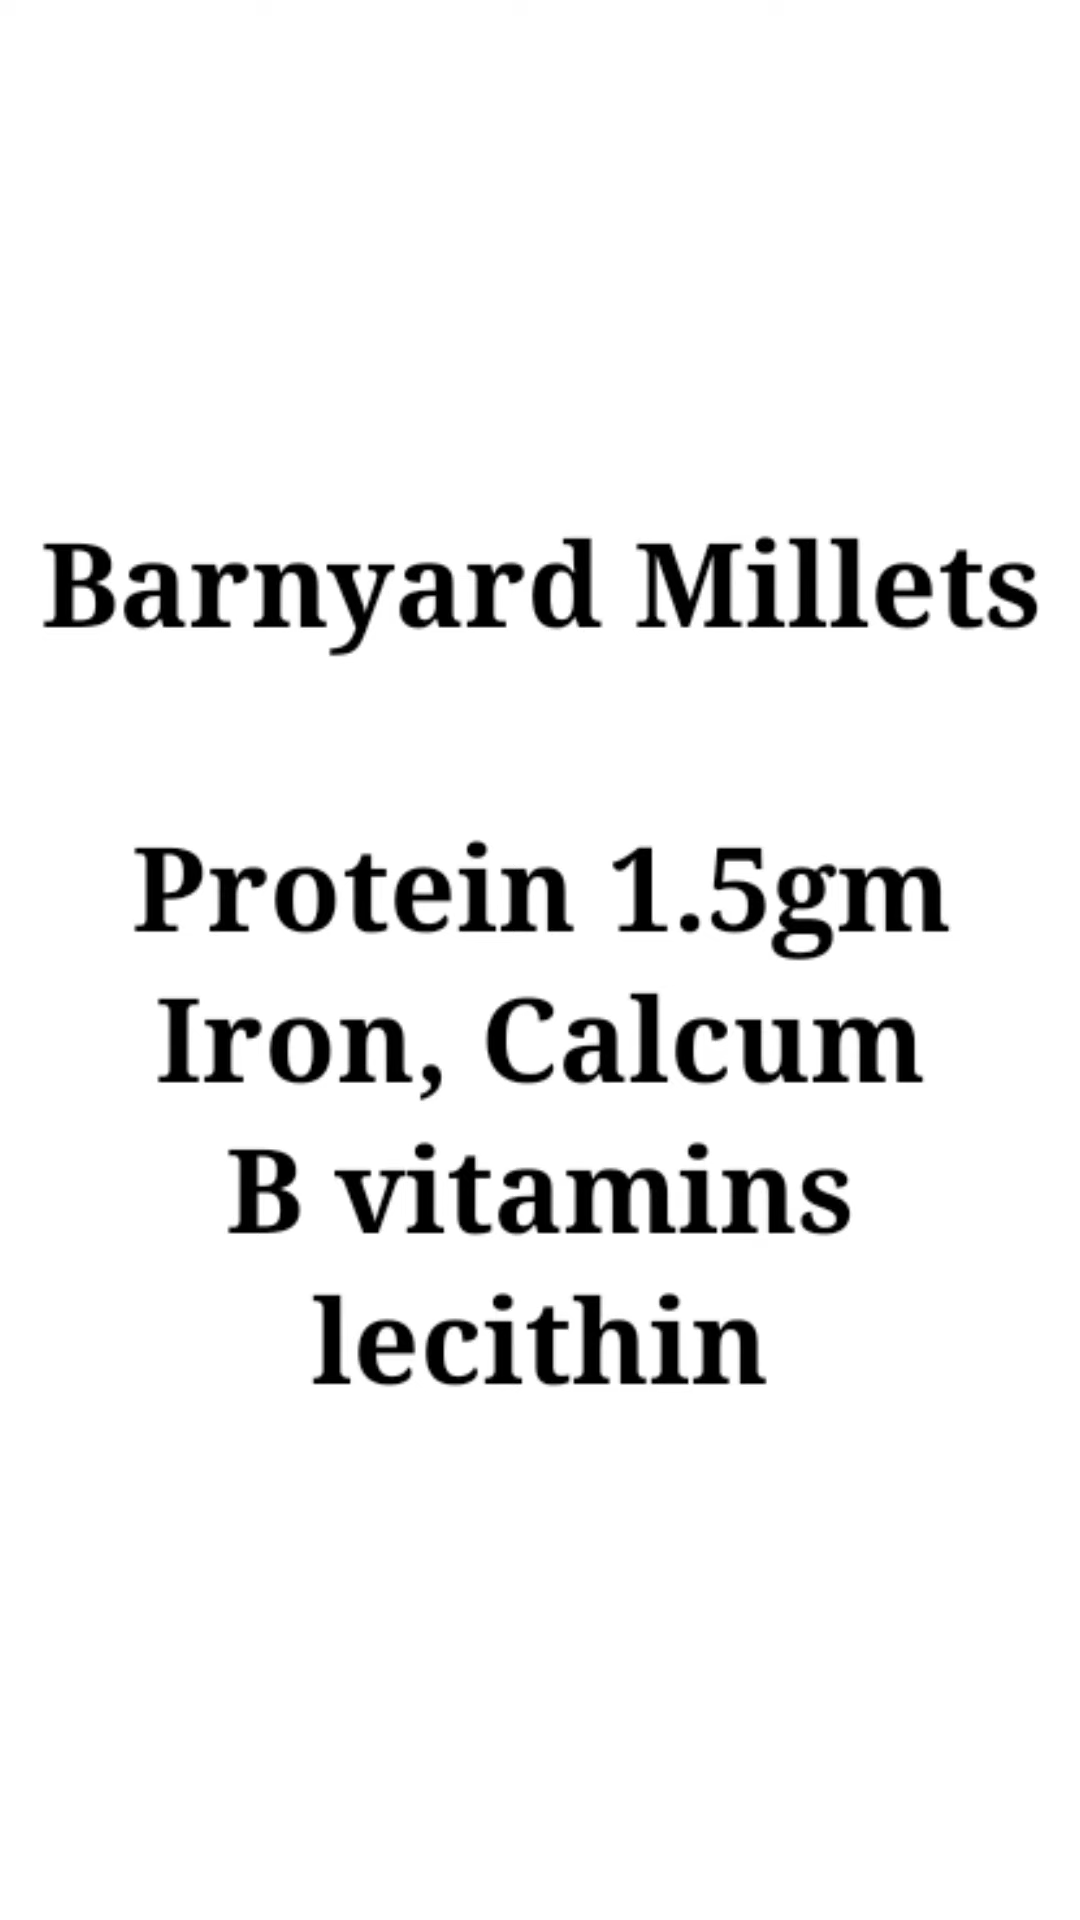 Barnyard Millets
Protein 1.5gm
Iron, Calcum
B vitamins
lecithin